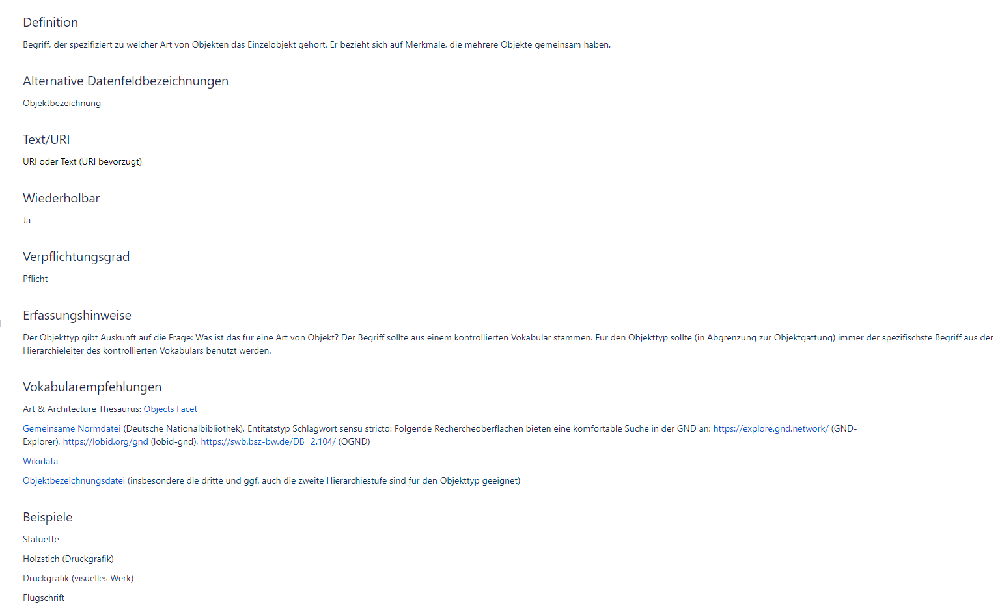 Definition
Begriff, der spezifiziert zu welcher Art von Objekten das Einzelobjekt gehört. Er bezieht sich auf Merkmale, die mehrere Objekte gemeinsam haben.
Alternative Datenfeldbezeichnungen
Objektbezeichnung
Text/URI
URI oder Text (URI bevorzugt)
Wiederholbar
Ja
Verpflichtungsgrad
Pflicht
Erfassungshinweise
Der Objekttyp gibt Auskunft auf die Frage: Was ist das für eine Art von Objekt? Der Begriff sollte aus einem kontrollierten Vokabular stammen. Für den Objekttyp sollte (in Abgrenzung zur Objektgattung) immer der spezifischste Begriff aus der
Hierarchieleiter des kontrollierten Vokabulars benutzt werden.
Vokabularempfehlungen
Art & Architecture Thesaurus: Objects Facet
Gemeinsame Normdatei (Deutsche Nationalbibliothek), Entitätstyp Schlagwort sensu stricto: Folgende Rechercheoberflächen bieten eine komfortable Suche in der GND an: https://explore.gnd.network/ (GND-
Explorer), https://lobid.org/gnd (lobid-gnd), https://swb.bsz-bw.de/DB=2.104/ (OGND)
Wikidata
Objektbezeichnungsdatei (insbesondere die dritte und ggf. auch die zweite Hierarchiestufe sind für den Objekttyp geeignet)
Beispiele
Statuette
Holzstich (Druckgrafik)
Druckgrafik (visuelles Werk)
Flugschrift